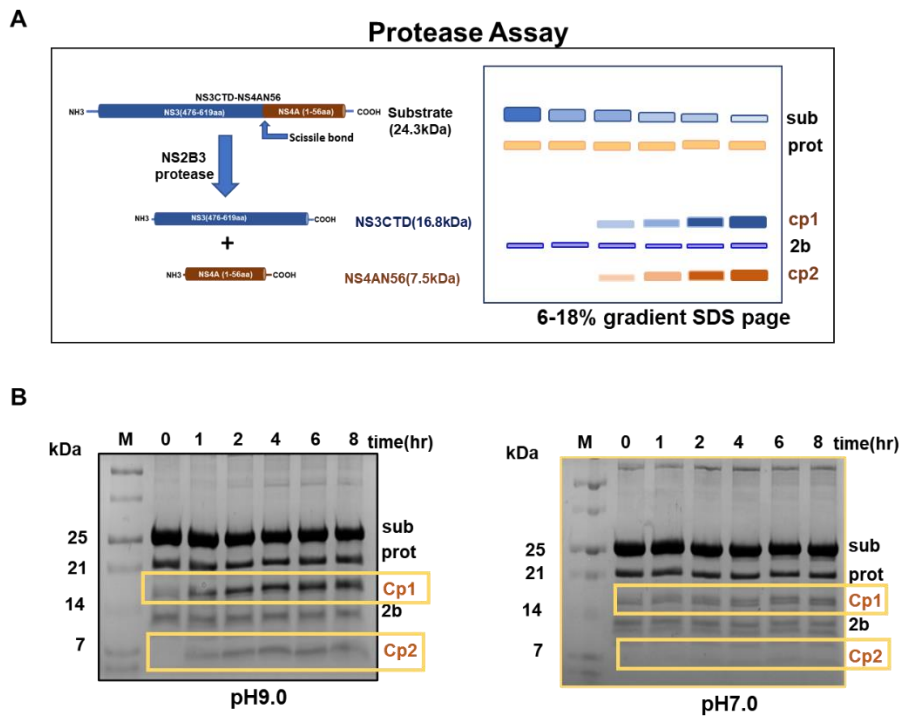 A
Protease Assay
NS3CTD-NS4AN56
NH3 NS3(476-619aa) NS4A (1-56aa) COOH
Substrate
(24.3kDa)
Scissile bond
NS2B3
protease
NH3 NS3(476-619aa) COOH
NS3CTD(16.8kDa)
+
NH3 NS4A (1-56aa) COOH
NS4AN56(7.5kDa)
sub
prot
cp1
2b
cp2
6-18% gradient SDS page
B
kDa M 0 1 2 4 6 8 time(hr)
25
21
14
7
sub
prot
Cp1
2b
Cp2
pH9.0
kDa M 0 1 2 4 6 8 time(hr)
25
21
14
7
sub
prot
Cp1
2b
Cp2
pH7.0